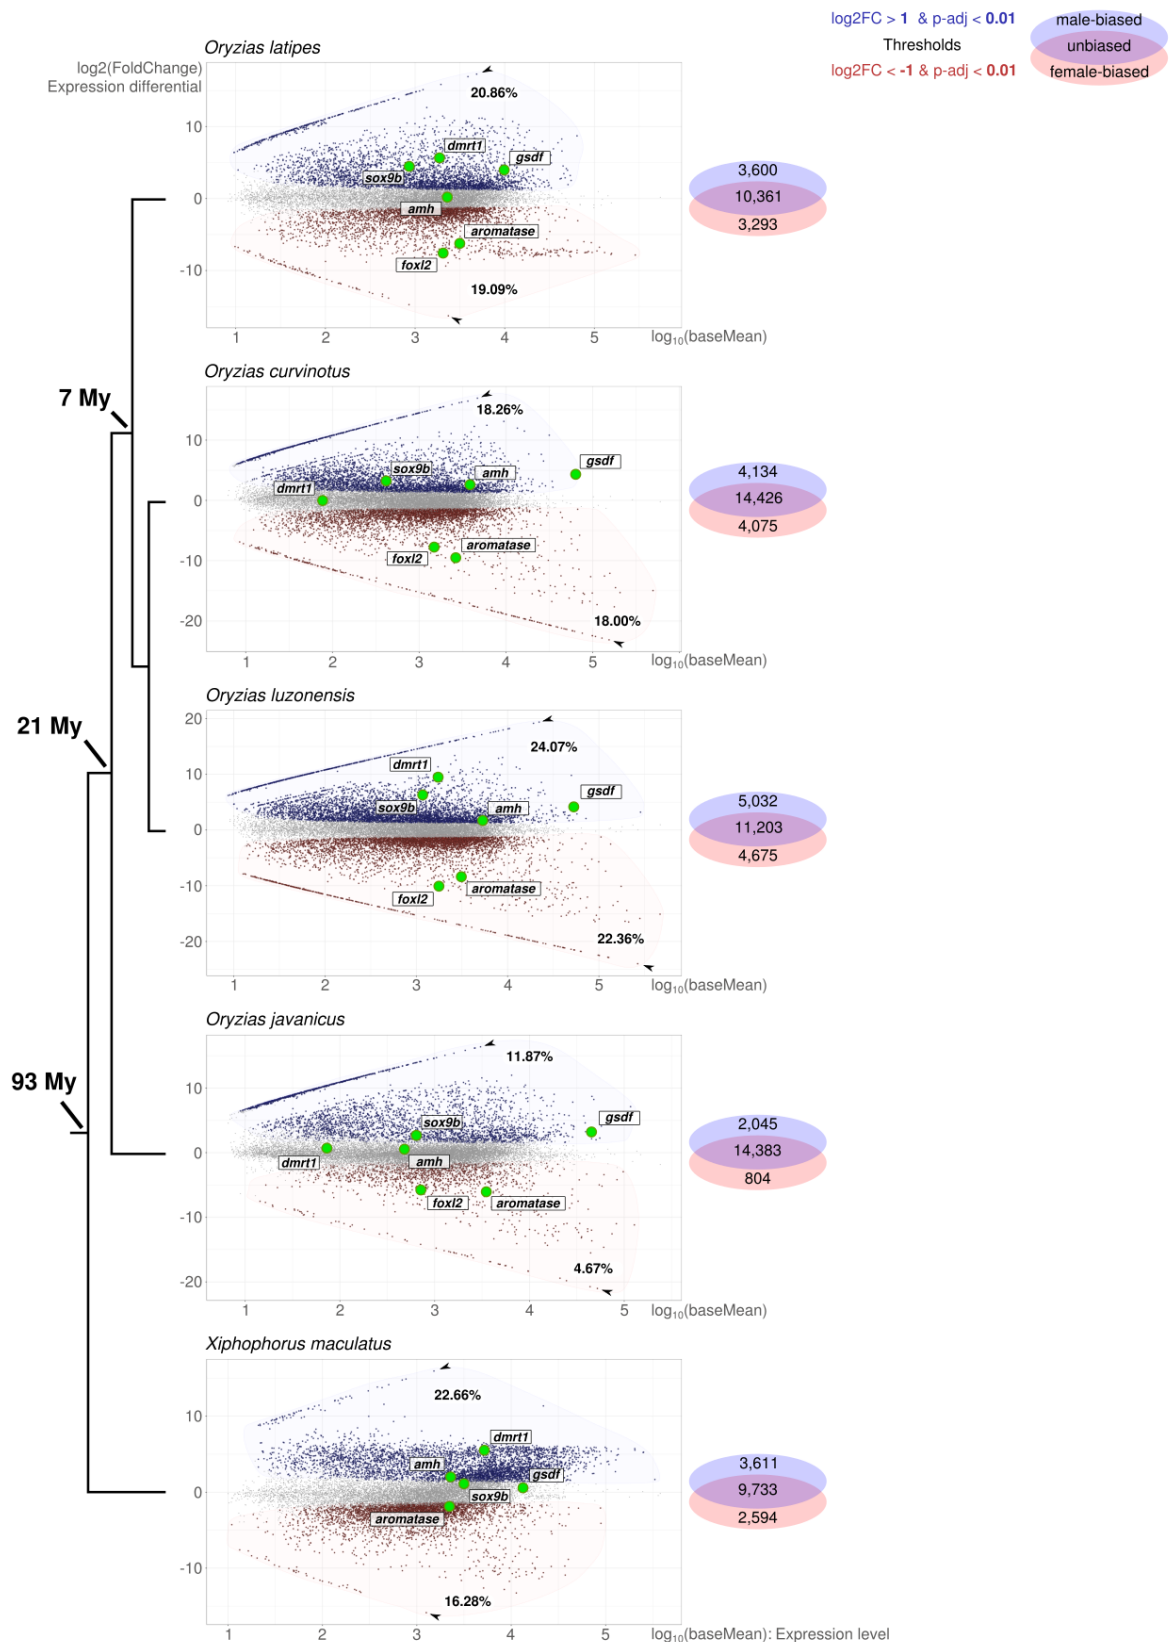 log2FC > 1 & p-adj < 0.01
male-biased
Thresholds
unbiased
log2FC < -1 & p-adj < 0.01
female-biased
Oryzias latipes
log2(FoldChange)
Expression differential
20.86%
10
dmrt1
gsdf
sox9b
3,600
0
10,361
amh
3,293
aromatase
foxl2
-10
19.09%
1 2 3 4 5 log10(baseMean)
Oryzias curvinotus
7 My
18.26%
10
gsdf
sox9b
amh
4,134
dmrt1
0
14,426
4,075
aromatase
foxl2
-10
-20
18.00%
1 2 3 4 5 log10(baseMean)
Oryzias luzonensis
21 My
20
24.07%
dmrt1
10
gsdf
sox9b
amh
5,032
0
11,203
4,675
aromatase
-10
foxl2
22.36%
-20
1 2 3 4 5 log10(baseMean)
Oryzias javanicus
93 My
11.87%
10
gsdf
sox9b
2,045
0
14,383
dmrt1
amh
804
foxl2
aromatase
-10
4.67%
-20
1 2 3 4 5 log10(baseMean)
Xiphophorus maculatus
22.66%
10
dmrt1
amh
gsdf
3,611
0
9,733
sox9b
2,594
aromatase
-10
16.28%
1 2 3 4 5 log10(baseMean): Expression level